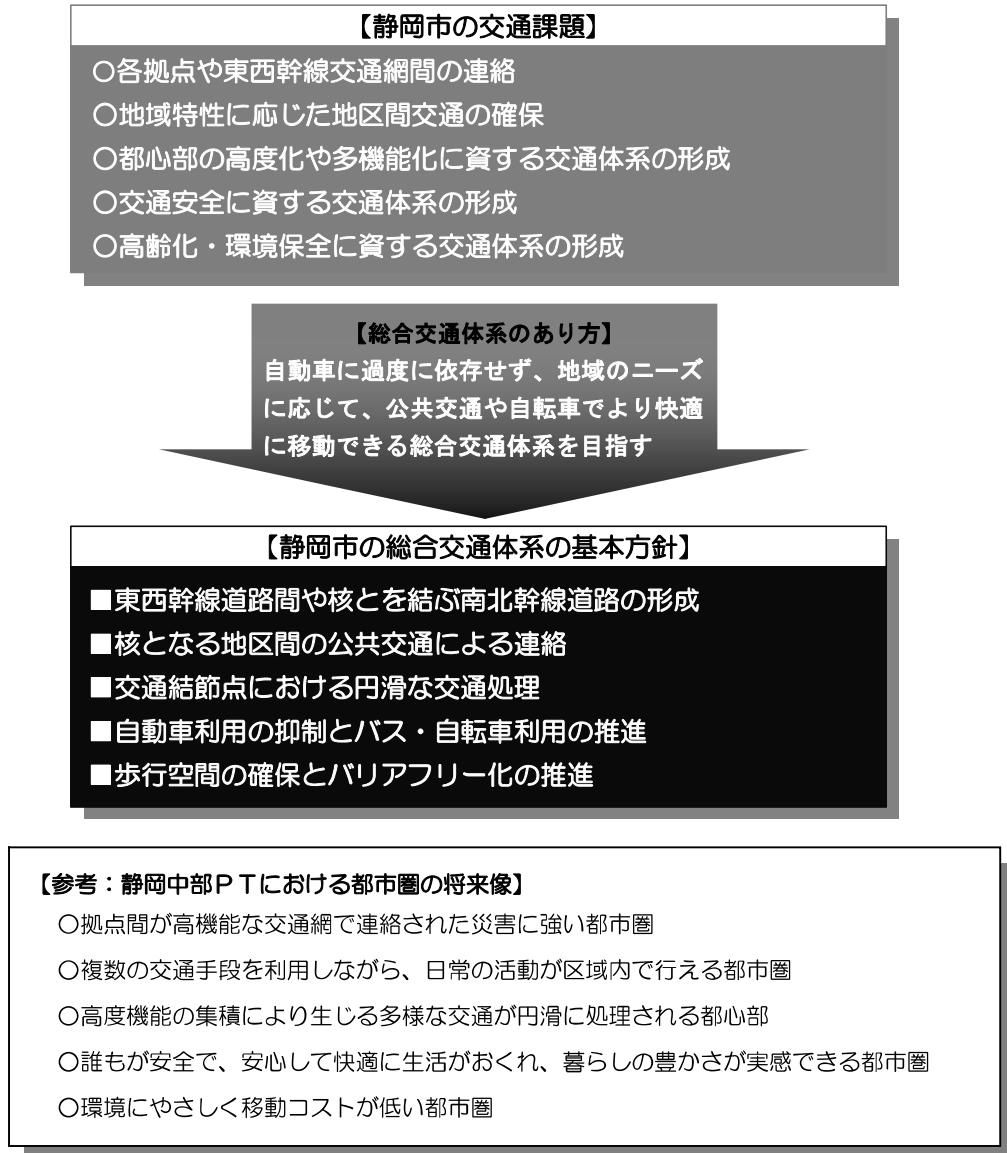 【静岡市の交通課題】
○各拠点や東西幹線交通網間の連絡
○地域特性に応じた地区間交通の確保
○都心部の高度化や多機能化に資する交通体系の形成
○交通安全に資する交通体系の形成
○高齢化・環境保全に資する交通体系の形成
【総合交通体系のあり方】
自動車に過度に依存せず、地域のニーズ
に応じて、公共交通や自転車でより快適
に移動できる総合交通体系を目指す
【静岡市の総合交通体系の基本方針】
■東西幹線道路間や核とを結ぶ南北幹線道路の形成
■核となる地区間の公共交通による連絡
■交通結節点における円滑な交通処理
■自動車利用の抑制とバス・自転車利用の推進
■歩行空間の確保とバリアフリー化の推進
【参考：静岡中部ＰＴにおける都市圏の将来像】
○拠点間が高機能な交通網で連絡された災害に強い都市圏
○複数の交通手段を利用しながら、日常の活動が区域内で行える都市圏
○高度機能の集積により生じる多様な交通が円滑に処理される都心部
○誰もが安全で、安心して快適に生活がおくれ、暮らしの豊かさが実感できる都市圏
○環境にやさしく移動コストが低い都市圏